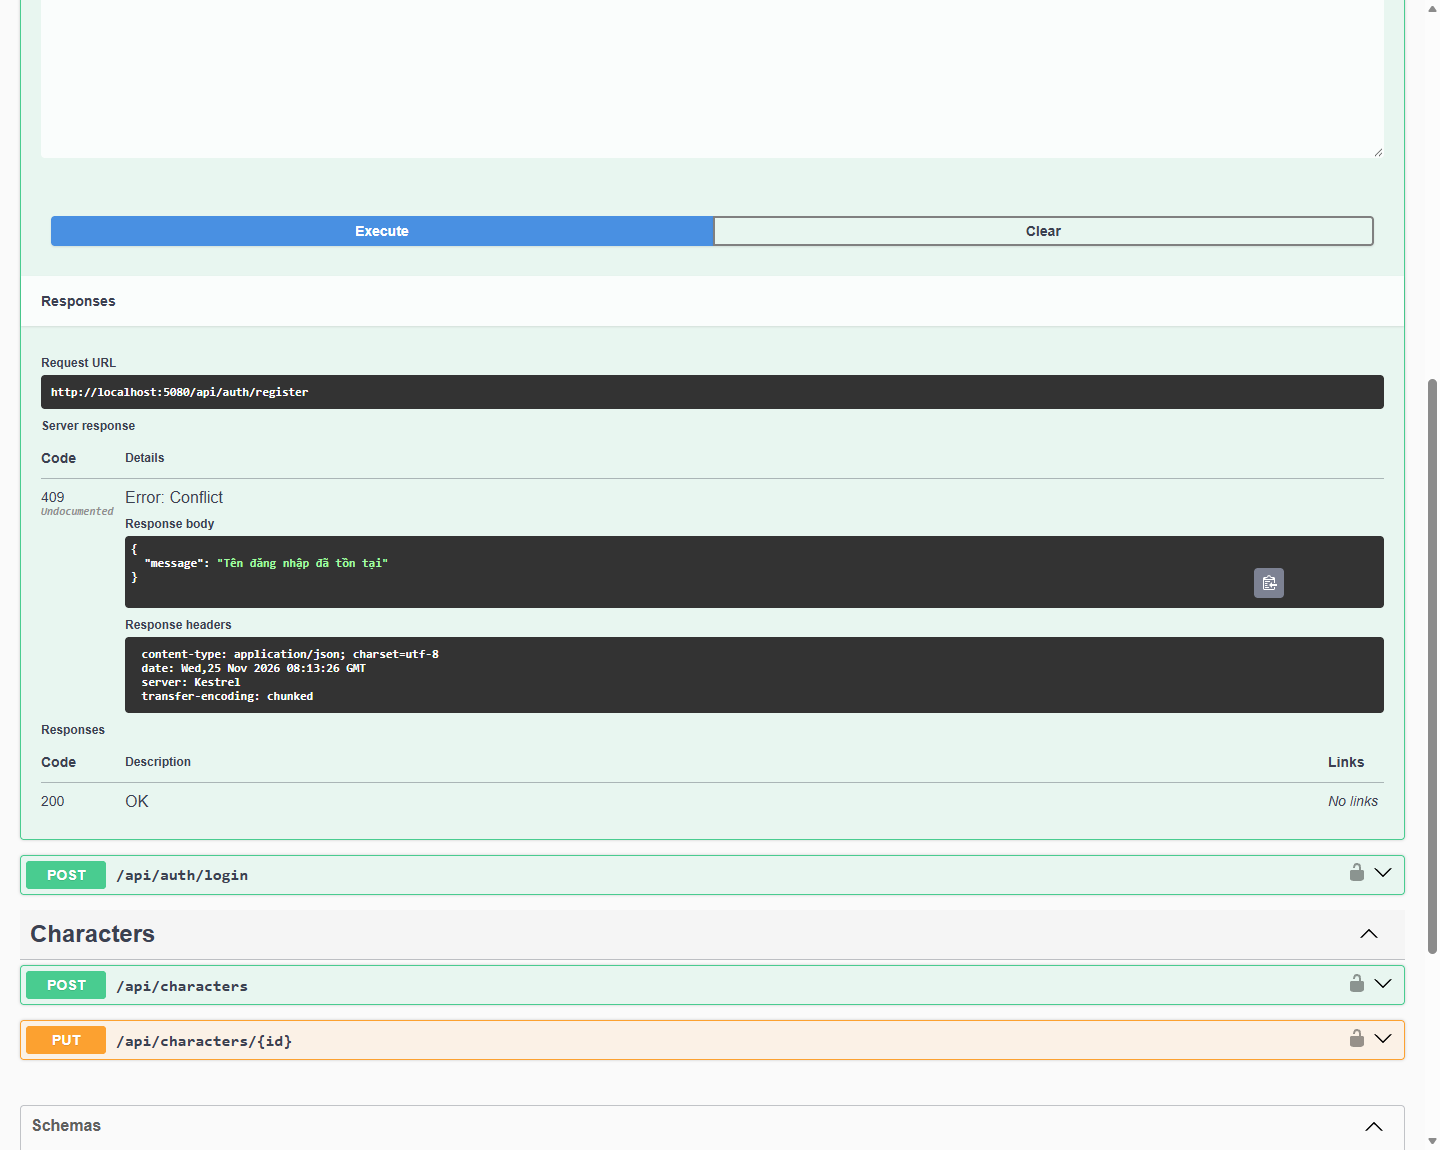 Execute
Clear
Responses
Request URL
http://localhost:5080/api/auth/register
Server response
Code Details
409 Error: Conflict
Undocumented
Response body
{
"message": "Tên đăng nhập đã tồn tại"
}
Response headers
content-type: application/json; charset=utf-8
date: Wed,25 Nov 2026 08:13:26 GMT
server: Kestrel
transfer-encoding: chunked
Responses
Code Description Links
200 OK No links
POST /api/auth/login
Characters
POST /api/characters
PUT /api/characters/{id}
Schemas